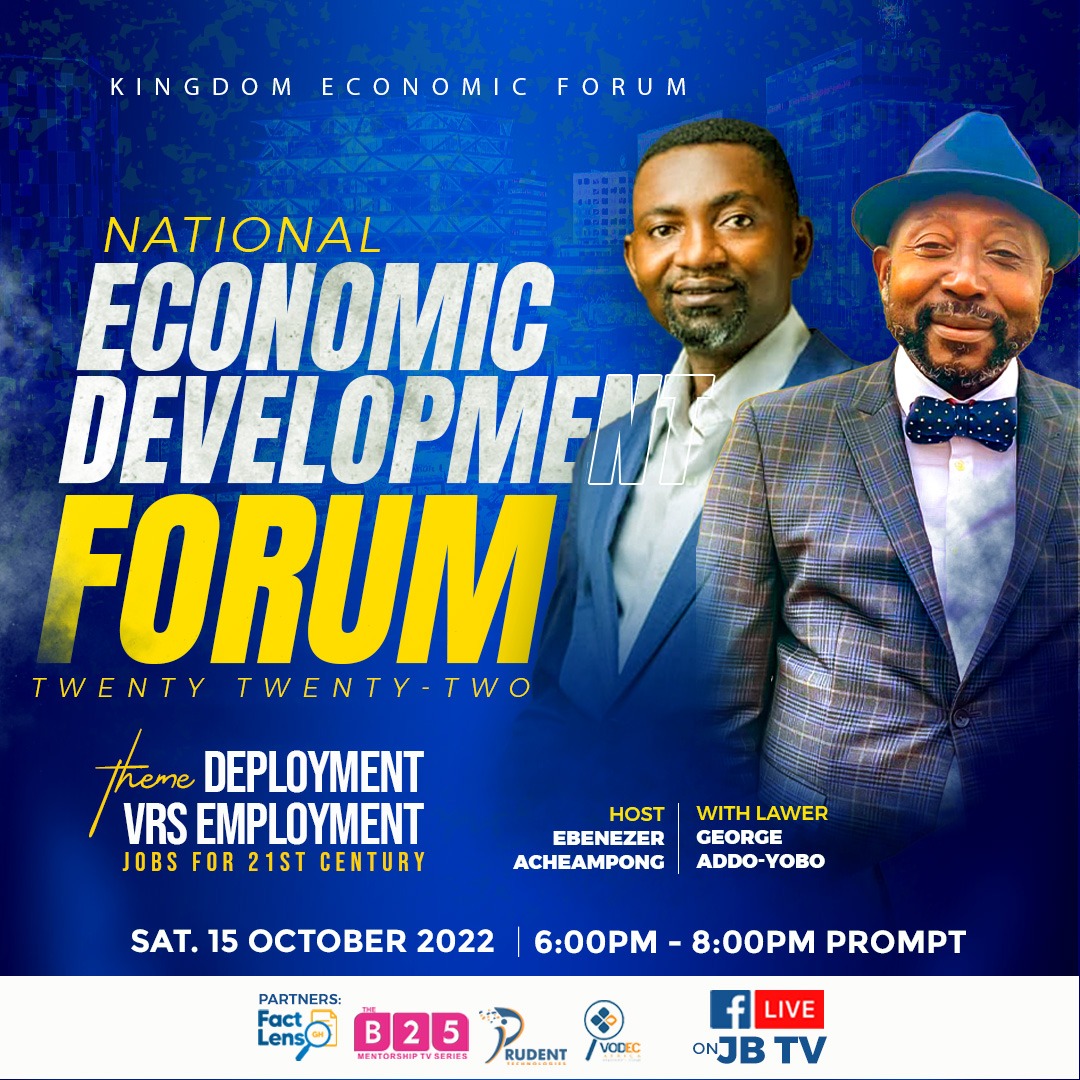 KINGDOM ECONOMIC FORUM
NATIONAL
ECONOMIC
DEVELOPMENT
FORUM
TWENTY TWENTY-TWO
theme DEPLOYMENT
VRS EMPLOYMENT
JOBS FOR 21ST CENTURY
HOST
EBENEZER
ACHEAMPONG
WITH LAWER
GEORGE
ADDO-YOBO
SAT. 15 OCTOBER 2022
6:00PM - 8:00PM PROMPT
PARTNERS:
Fact
Lens GH
THE
B25
MENTORSHIP TV SERIES
PRUDENT
TECHNOLOGIES
VODEC
AFRICA
f LIVE
ON JB TV